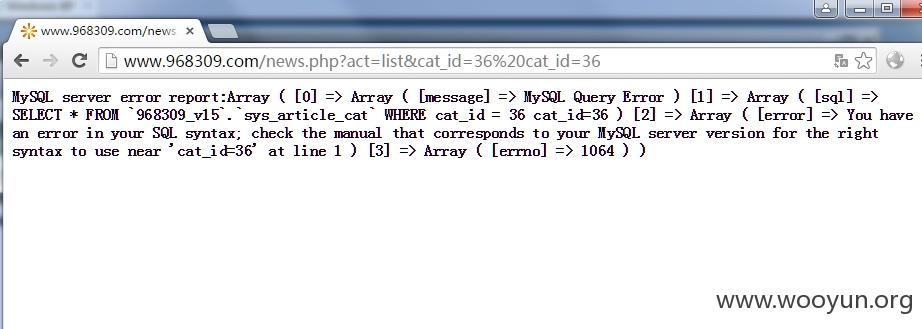 www.968309.com/news
www.968309.com/news.php?act=list&cat_id=36%20cat_id=36
MySQL server error report:Array ( [0] => Array ( [message] => MySQL Query Error ) [1] => Array ( [sql] =>
SELECT * FROM `968309_v15`.`sys_article_cat` WHERE cat_id = 36 cat_id=36 ) [2] => Array ( [error] => You have
an error in your SQL syntax; check the manual that corresponds to your MySQL server version for the right
syntax to use near 'cat_id=36' at line 1 ) [3] => Array ( [errno] => 1064 ) )
www.wooyun.org